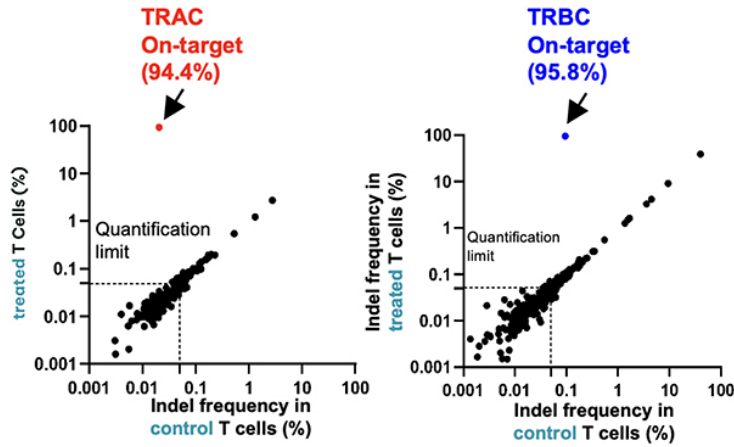 TRAC
On-target
(94.4%)
TRBC
On-target
(95.8%)
treated T Cells (%)
100
10
1
0.1
0.01
0.001
Quantification
limit
0.001
0.01
0.1
1
10
100
Indel frequency in
control T cells (%)
Indel frequency in
treated T cells (%)
100
10
1
0.1
0.01
0.001
Quantification
limit
0.001
0.01
0.1
1
10
100
Indel frequency in
control T cells (%)